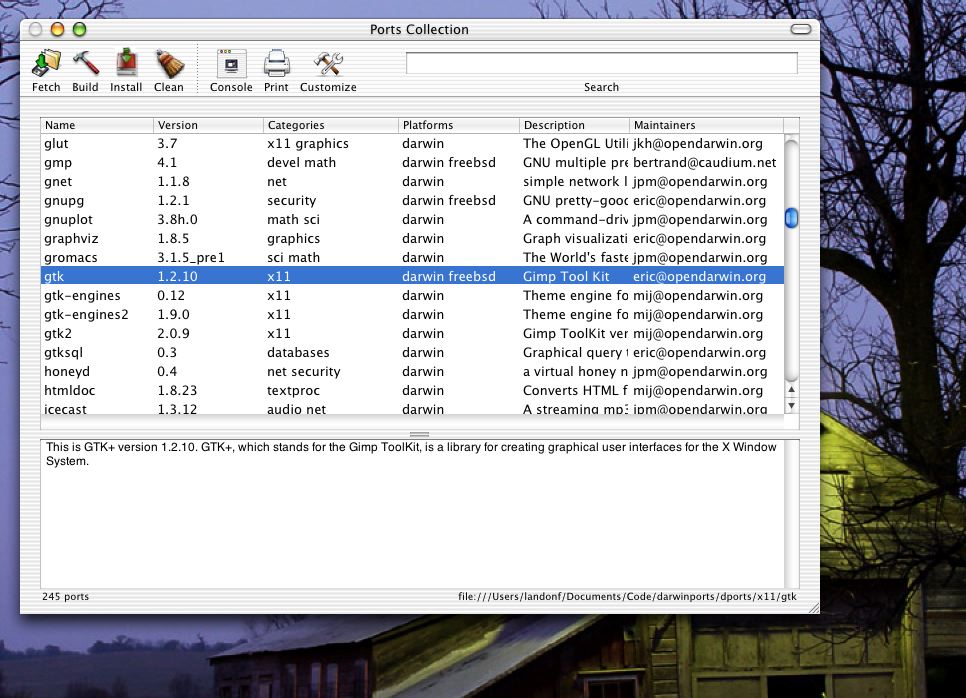 Ports Collection
Fetch Build Install Clean Console Print Customize Search
Name Version Categories Platforms Description Maintainers
glut 3.7 x11 graphics darwin The OpenGL Utili jkh@opendarwin.org
gmp 4.1 devel math darwin freebsd GNU multiple pre bertrand@caudium.net
gnet 1.1.8 net darwin simple network l jpm@opendarwin.org
gnupg 1.2.1 security darwin freebsd GNU pretty-good eric@opendarwin.org
gnuplot 3.8h.0 math sci darwin A command-driv jpm@opendarwin.org
graphviz 1.8.5 graphics darwin Graph visualizati eric@opendarwin.org
gromacs 3.1.5_pre1 sci math darwin The World's faste jpm@opendarwin.org
gtk 1.2.10 x11 darwin freebsd Gimp Tool Kit eric@opendarwin.org
gtk-engines 0.12 x11 darwin Theme engine fo mij@opendarwin.org
gtk-engines2 1.9.0 x11 darwin Theme engine fo mij@opendarwin.org
gtk2 2.0.9 x11 darwin Gimp ToolKit ver mij@opendarwin.org
gtksql 0.3 databases darwin Graphical query eric@opendarwin.org
honeyd 0.4 net security darwin a virtual honey n jpm@opendarwin.org
htmldoc 1.8.23 textproc darwin Converts HTML f mij@opendarwin.org
icecast 1.3.12 audio net darwin A streaming mp3 jpm@opendarwin.org
This is GTK+ version 1.2.10. GTK+, which stands for the Gimp ToolKit, is a library for creating graphical user interfaces for the X Window
System.
245 ports file:///Users/landonf/Documents/Code/darwinports/dports/x11/gtk